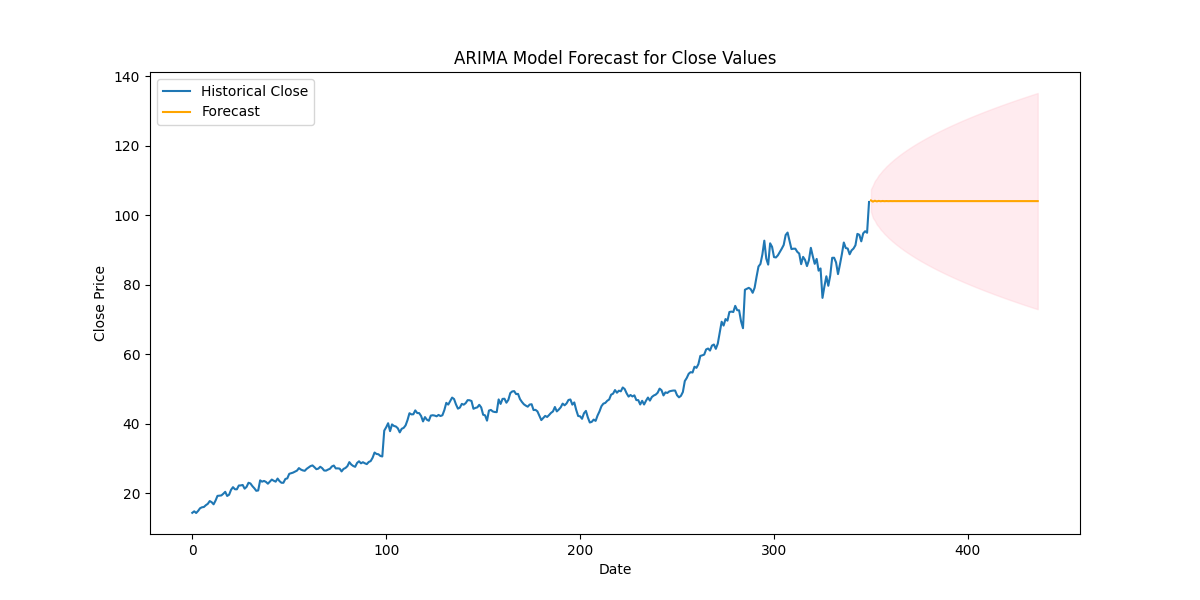 ARIMA Model Forecast for Close Values
Historical Close
Forecast
Close Price
140
120
100
80
60
40
20
0
100
200
300
400
Date